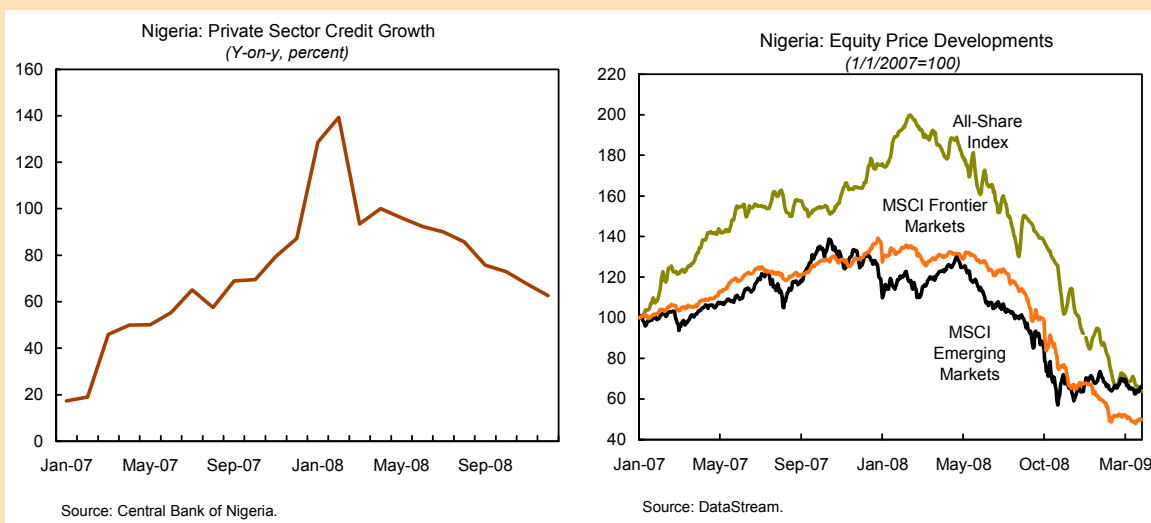 Nigeria: Private Sector Credit Growth
(Y-on-y, percent)
160
140
120
100
80
60
40
20
0
Jan-07 May-07 Sep-07 Jan-08 May-08 Sep-08
Source: Central Bank of Nigeria.
Nigeria: Equity Price Developments
(1/1/2007=100)
220
200
180
160
140
120
100
80
60
40
All-Share
Index
MSCI Frontier
Markets
MSCI
Emerging
Markets
Jan-07 May-07 Sep-07 Jan-08 May-08 Oct-08 Mar-09
Source: DataStream.